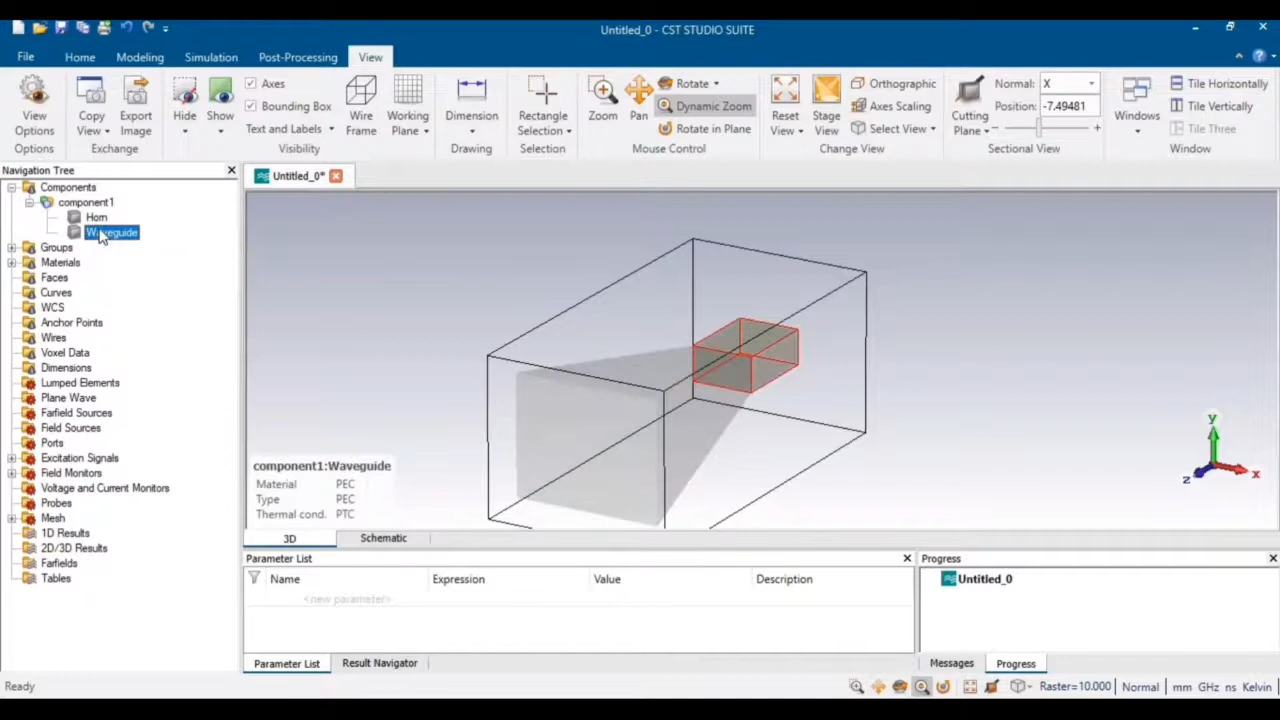 Untitled_0 - CST STUDIO SUITE
File Home Modeling Simulation Post-Processing View
View Options
Copy View
Export Image
Hide
Show
Axes
Bounding Box
Text and Labels
Wire Frame
Working Plane
Dimension
Rectangle Selection
Zoom
Pan
Rotate
Dynamic Zoom
Rotate in Plane
Reset View
Stage View
Orthographic
Axes Scaling
Select View
Cutting Plane
Normal: X
Position: -7.49481
Windows
Tile Horizontally
Tile Vertically
Tile Three
Options Exchange Visibility Drawing Selection Mouse Control Change View Sectional View Window
Navigation Tree
Untitled_0*
Components
component1
Horn
Waveguide
Groups
Materials
Faces
Curves
WCS
Anchor Points
Wires
Voxel Data
Dimensions
Lumped Elements
Plane Wave
Farfield Sources
Field Sources
Ports
Excitation Signals
Field Monitors
Voltage and Current Monitors
Probes
Mesh
1D Results
2D/3D Results
Farfields
Tables
component1:Waveguide
Material PEC
Type PEC
Thermal cond. PTC
y
x
z
3D Schematic
Parameter List
Name Expression Value Description
<new parameter>
Parameter List Result Navigator
Progress
Untitled_0
Messages Progress
Ready
Raster=10.000 Normal mm GHz ns Kelvin